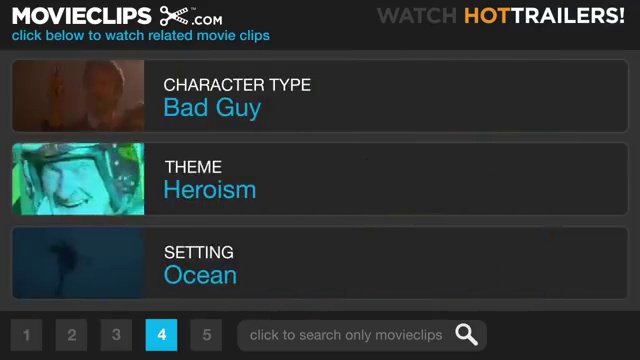 MOVIECLIPS .COM
WATCH HOTTRAILERS!
click below to watch related movie clips
CHARACTER TYPE
Bad Guy
THEME
Heroism
SETTING
Ocean
1 2 3 4 5 click to search only movieclips